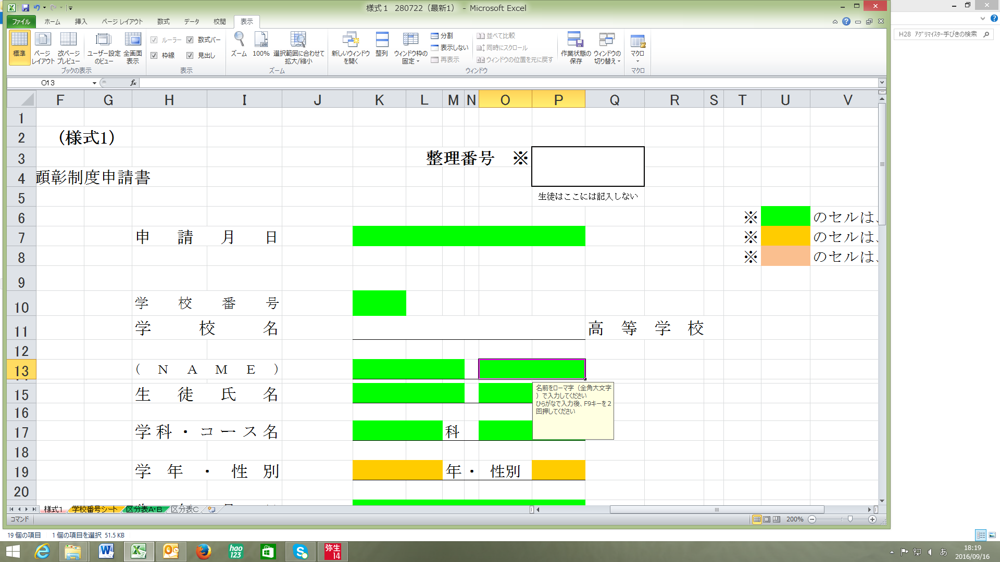 様式１ 280722（最新1） - Microsoft Excel
ファイル ホーム 挿入 ページ レイアウト 数式 データ 校閲 表示
H28 ｱｸﾞﾘﾏｲｽﾀｰ手びきの検索
標準
ページ レイアウト
改ページ プレビュー
ユーザー設定のビュー
全画面表示
ブックの表示
ルーラー 数式バー
枠線 見出し
表示
ズーム
100%
選択範囲に合わせて拡大/縮小
ズーム
新しいウィンドウを開く
整列
ウィンドウ枠の固定
分割
表示しない
再表示
並べて比較
同時にスクロール
ウィンドウの位置を元に戻す
作業状態の保存
ウィンドウの切り替え
ウィンドウ
マクロ
マクロ
O13 fx
F G H I J K L M N O P Q R S T U V
1
2 （様式1）
3 整理番号 ※
4 顕彰制度申請書
5 生徒はここには記入しない
6 ※ のセルは、
7 申請月日 ※ のセルは、
8 ※ のセルは、
9
10 学校番号
11 学校名 高等学校
12
13 （ＮＡＭＥ）
15 生徒氏名
名前をローマ字（全角大文字
）で入力してください
ひらがなで入力後、F9キーを２
回押してください
16
17 学科・コース名 科
18
19 学年・性別 年・ 性別
20
様式1 学校番号シート 区分表A・B 区分表C
コマンド 200%
19 個の項目 1 個の項目を選択 51.5 KB
hao
123
弥生
14
あ
18:19
2016/09/16